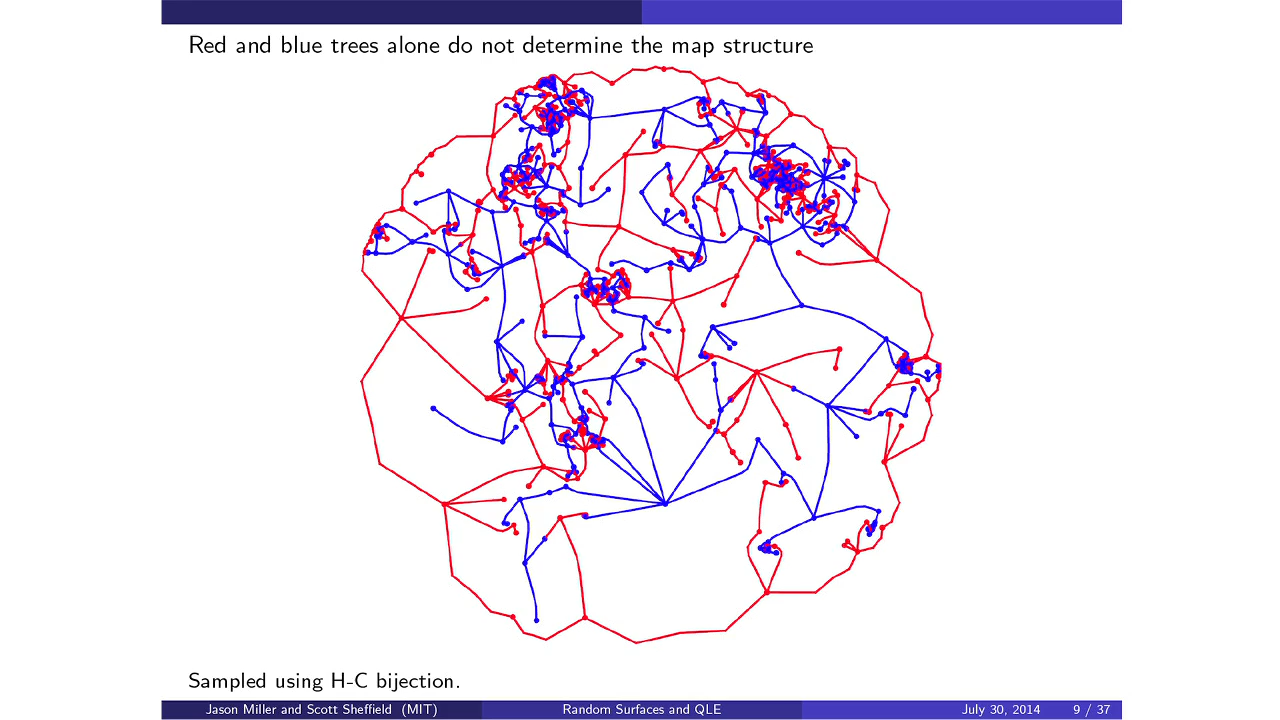 Red and blue trees alone do not determine the map structure
Sampled using H-C bijection.
Jason Miller and Scott Sheffield (MIT) Random Surfaces and QLE July 30, 2014 9 / 37